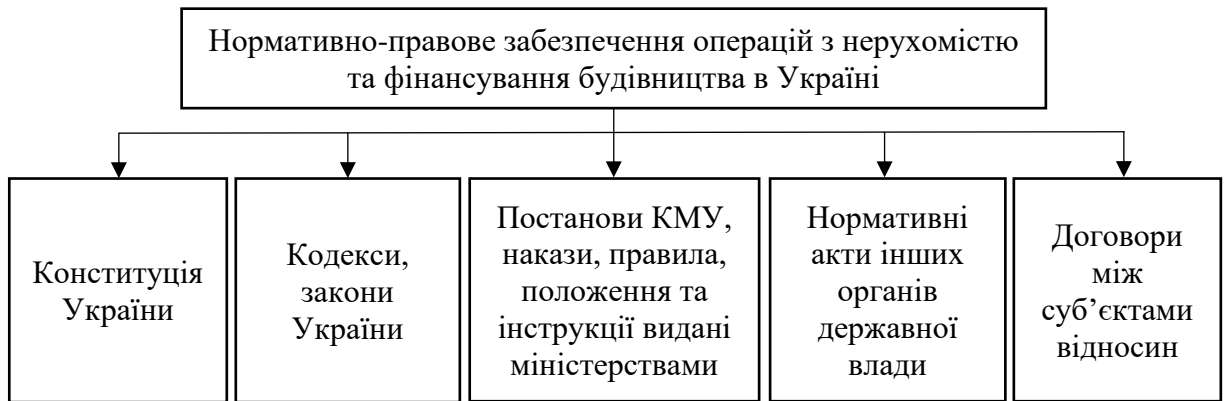 Нормативно-правове забезпечення операцій з нерухомістю
та фінансування будівництва в Україні
Конституція
України
Кодекси,
закони
України
Постанови КМУ,
накази, правила,
положення та
інструкції видані
міністерствами
Нормативні
акти інших
органів
державної
влади
Договори
між
суб’єктами
відносин